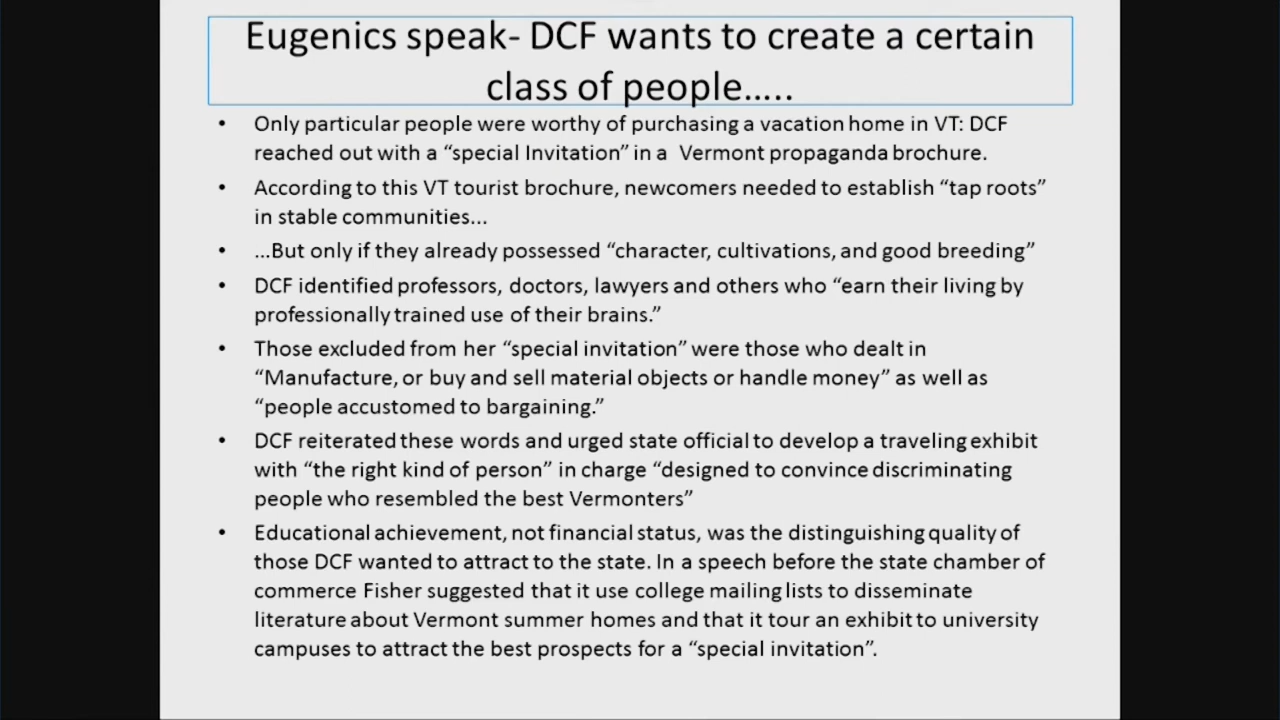 Eugenics speak- DCF wants to create a certain
class of people.....
• Only particular people were worthy of purchasing a vacation home in VT: DCF
reached out with a “special Invitation” in a Vermont propaganda brochure.
• According to this VT tourist brochure, newcomers needed to establish “tap roots”
in stable communities...
• ...But only if they already possessed “character, cultivations, and good breeding”
• DCF identified professors, doctors, lawyers and others who “earn their living by
professionally trained use of their brains.”
• Those excluded from her “special invitation” were those who dealt in
“Manufacture, or buy and sell material objects or handle money” as well as
“people accustomed to bargaining.”
• DCF reiterated these words and urged state official to develop a traveling exhibit
with “the right kind of person” in charge “designed to convince discriminating
people who resembled the best Vermonters”
• Educational achievement, not financial status, was the distinguishing quality of
those DCF wanted to attract to the state. In a speech before the state chamber of
commerce Fisher suggested that it use college mailing lists to disseminate
literature about Vermont summer homes and that it tour an exhibit to university
campuses to attract the best prospects for a “special invitation”.